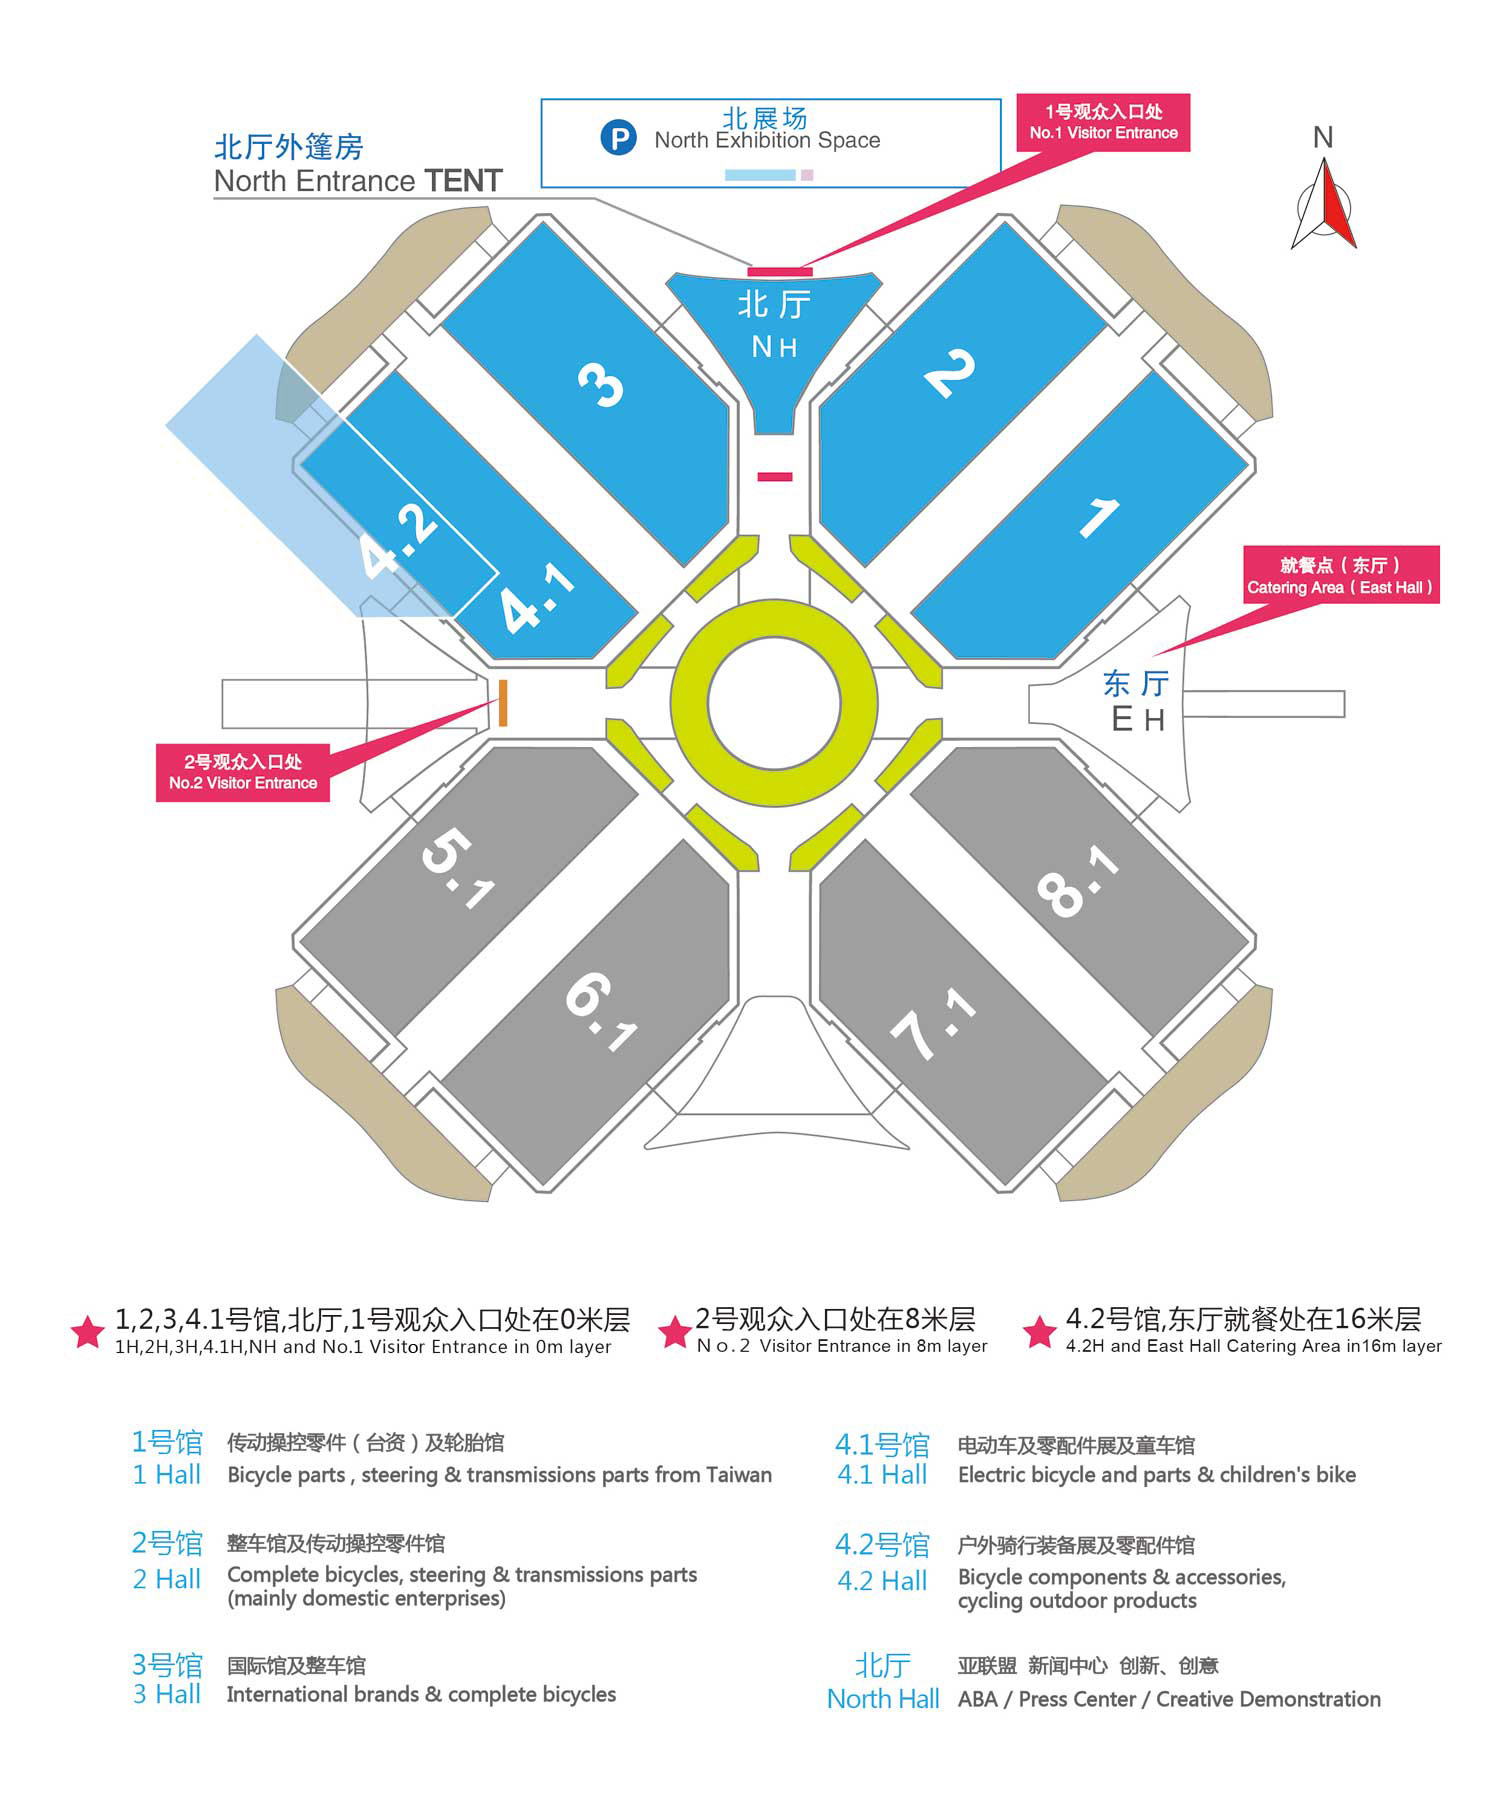 北厅外篷房
North Entrance TENT
P
北展场
North Exhibition Space
1号观众入口处
No.1 Visitor Entrance
N
3
北厅
NH
2
1
4.2
4.1
就餐点（东厅）
Catering Area（East Hall）
东厅
EH
2号观众入口处
No.2 Visitor Entrance
5.1
6.1
7.1
8.1
1,2,3,4.1号馆,北厅,1号观众入口处在0米层
1H,2H,3H,4.1H,NH and No.1 Visitor Entrance in 0m layer
2号观众入口处在8米层
No.2 Visitor Entrance in 8m layer
4.2号馆,东厅就餐处在16米层
4.2H and East Hall Catering Area in16m layer
1号馆 传动操控零件（台资）及轮胎馆
1 Hall Bicycle parts , steering & transmissions parts from Taiwan
2号馆 整车馆及传动操控零件馆
2 Hall Complete bicycles, steering & transmissions parts
(mainly domestic enterprises)
3号馆 国际馆及整车馆
3 Hall International brands & complete bicycles
4.1号馆 电动车及零配件展及童车馆
4.1 Hall Electric bicycle and parts & children's bike
4.2号馆 户外骑行装备展及零配件馆
4.2 Hall Bicycle components & accessories,
cycling outdoor products
北厅 亚联盟 新闻中心 创新、创意
North Hall ABA / Press Center / Creative Demonstration